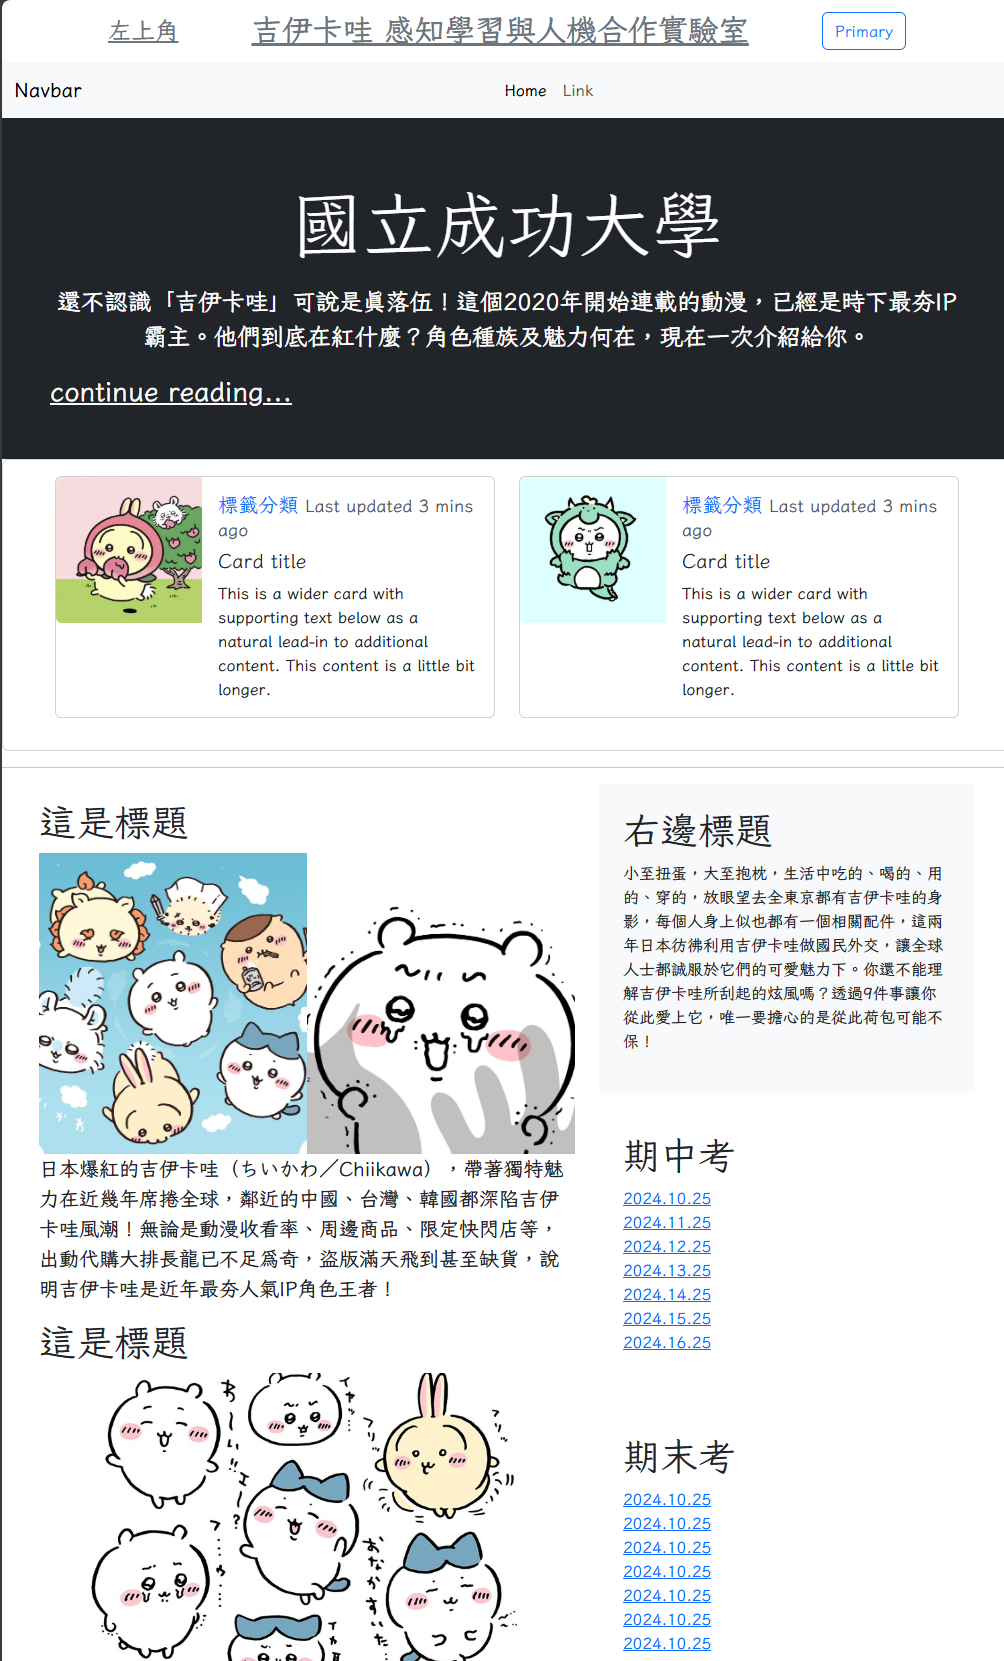 左上角
吉伊卡哇 感知學習與人機合作實驗室
Primary
Navbar
Home
Link
國立成功大學
還不認識「吉伊卡哇」可說是真落伍！這個2020年開始連載的動漫，已經是時下最夯IP
霸主。他們到底在紅什麼？角色種族及魅力何在，現在一次介紹給你。
continue reading...
標籤分類 Last updated 3 mins
ago
Card title
This is a wider card with
supporting text below as a
natural lead-in to additional
content. This content is a little bit
longer.
標籤分類 Last updated 3 mins
ago
Card title
This is a wider card with
supporting text below as a
natural lead-in to additional
content. This content is a little bit
longer.
這是標題
日本爆紅的吉伊卡哇（ちいかわ／Chiikawa），帶著獨特魅
力在近幾年席捲全球，鄰近的中國、台灣、韓國都深陷吉伊
卡哇風潮！無論是動漫收看率、周邊商品、限定快閃店等，
出動代購大排長龍已不足為奇，盜版滿天飛到甚至缺貨，說
明吉伊卡哇是近年最夯人氣IP角色王者！
這是標題
イヤッ…
おなかすいた…
右邊標題
小至扭蛋，大至抱枕，生活中吃的、喝的、用
的、穿的，放眼望去全東京都有吉伊卡哇的身
影，每個人身上似也都有一個相關配件，這兩
年日本彷彿利用吉伊卡哇做國民外交，讓全球
人士都誠服於它們的可愛魅力下。你還不能理
解吉伊卡哇所刮起的炫風嗎？透過9件事讓你
從此愛上它，唯一要擔心的是從此荷包可能不
保！
期中考
2024.10.25
2024.11.25
2024.12.25
2024.13.25
2024.14.25
2024.15.25
2024.16.25
期末考
2024.10.25
2024.10.25
2024.10.25
2024.10.25
2024.10.25
2024.10.25
2024.10.25